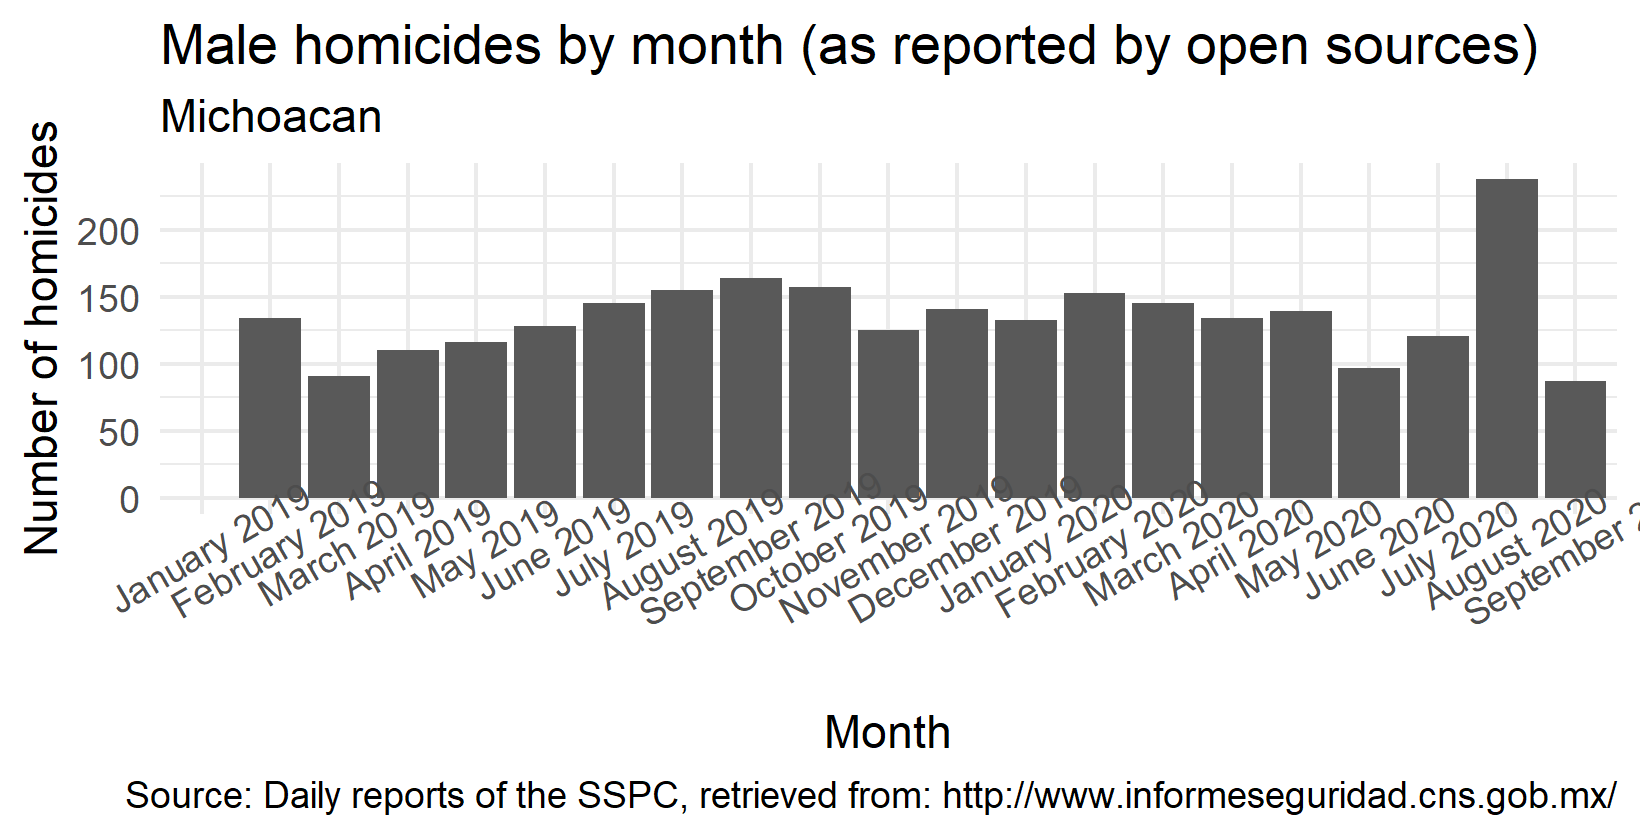 Male homicides by month (as reported by open sources)
Michoacan
Number of homicides
200
150
100
50
0
January 2019
February 2019
March 2019
April 2019
May 2019
June 2019
July 2019
August 2019
September 2019
October 2019
November 2019
December 2019
January 2020
February 2020
March 2020
April 2020
May 2020
June 2020
July 2020
August 2020
September 2
Month
Source: Daily reports of the SSPC, retrieved from: http://www.informeseguridad.cns.gob.mx/